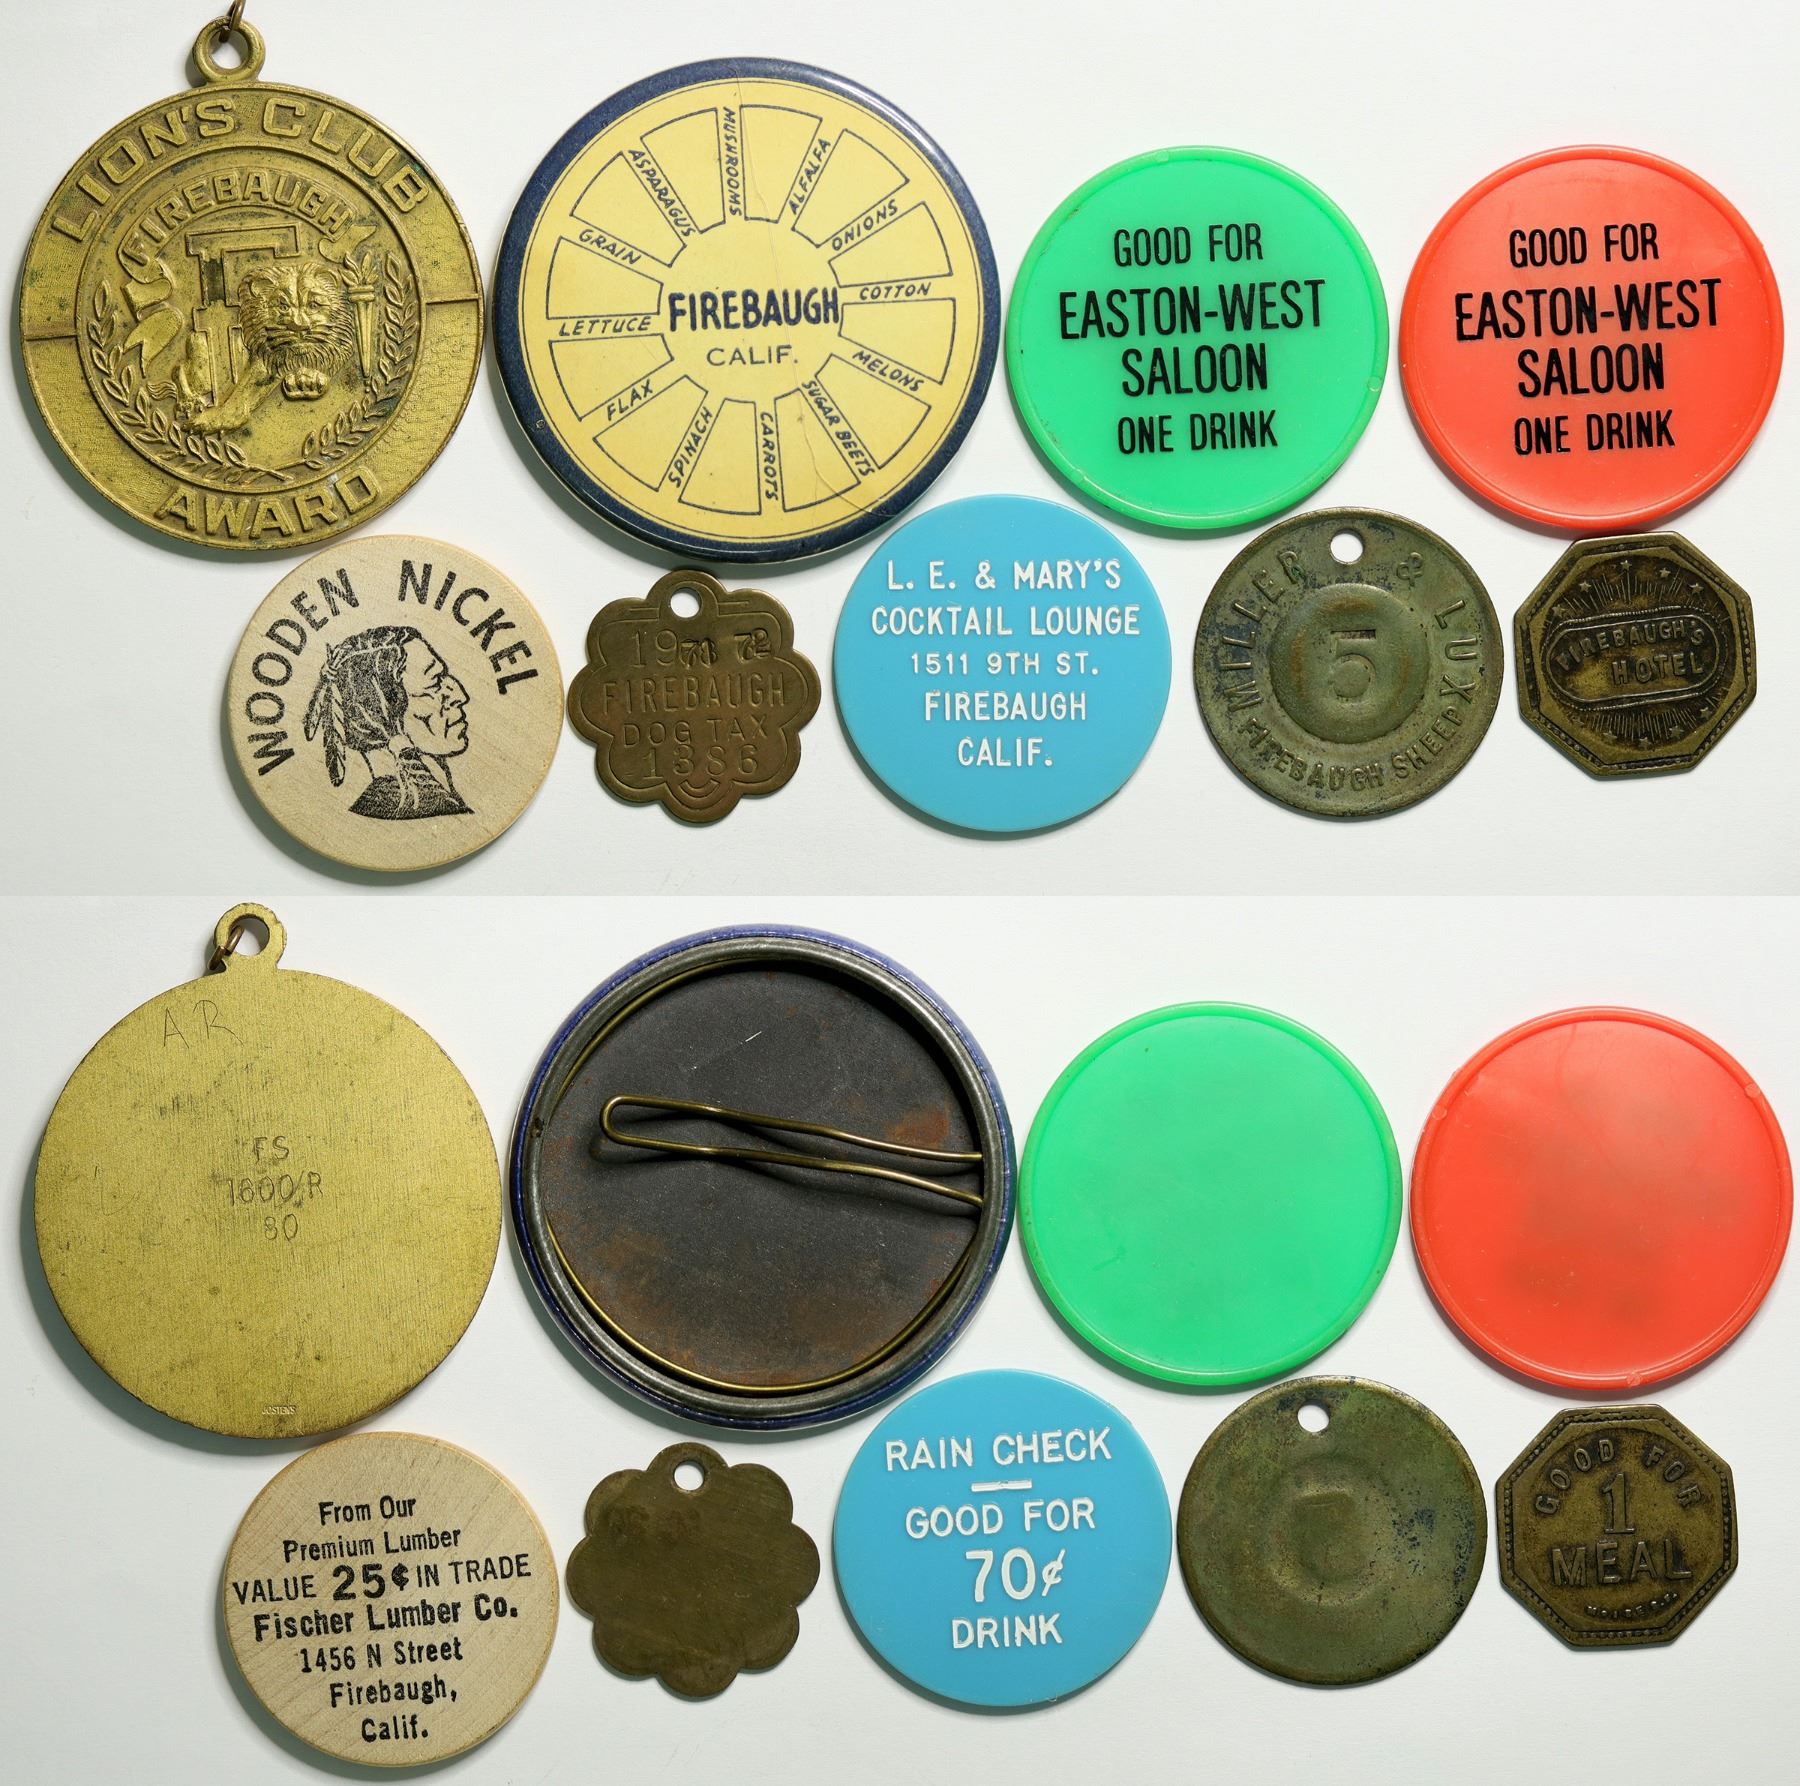 LION'S CLUB
FIREBAUGH
F
AWARD
MUSHROOMS
ALFALFA
ONIONS
COTTON
MELONS
SUGAR BEETS
CARROTS
SPINACH
FLAX
LETTUCE
GRAIN
ASPARAGUS
FIREBAUGH
CALIF.
GOOD FOR
EASTON-WEST
SALOON
ONE DRINK
GOOD FOR
EASTON-WEST
SALOON
ONE DRINK
WOODEN NICKEL
1973 72
FIREBAUGH
DOG TAX
1386
L. E. & MARY'S
COCKTAIL LOUNGE
1511 9TH ST.
FIREBAUGH
CALIF.
MILLER & LUX
5
FIREBAUGH SHEEP
FIREBAUGH'S
HOTEL
AR
FS
1600/R
80
JOSTENS
From Our
Premium Lumber
VALUE 25¢ IN TRADE
Fischer Lumber Co.
1456 N Street
Firebaugh,
Calif.
RAIN CHECK
GOOD FOR
70¢
DRINK
GOOD FOR
1
MEAL